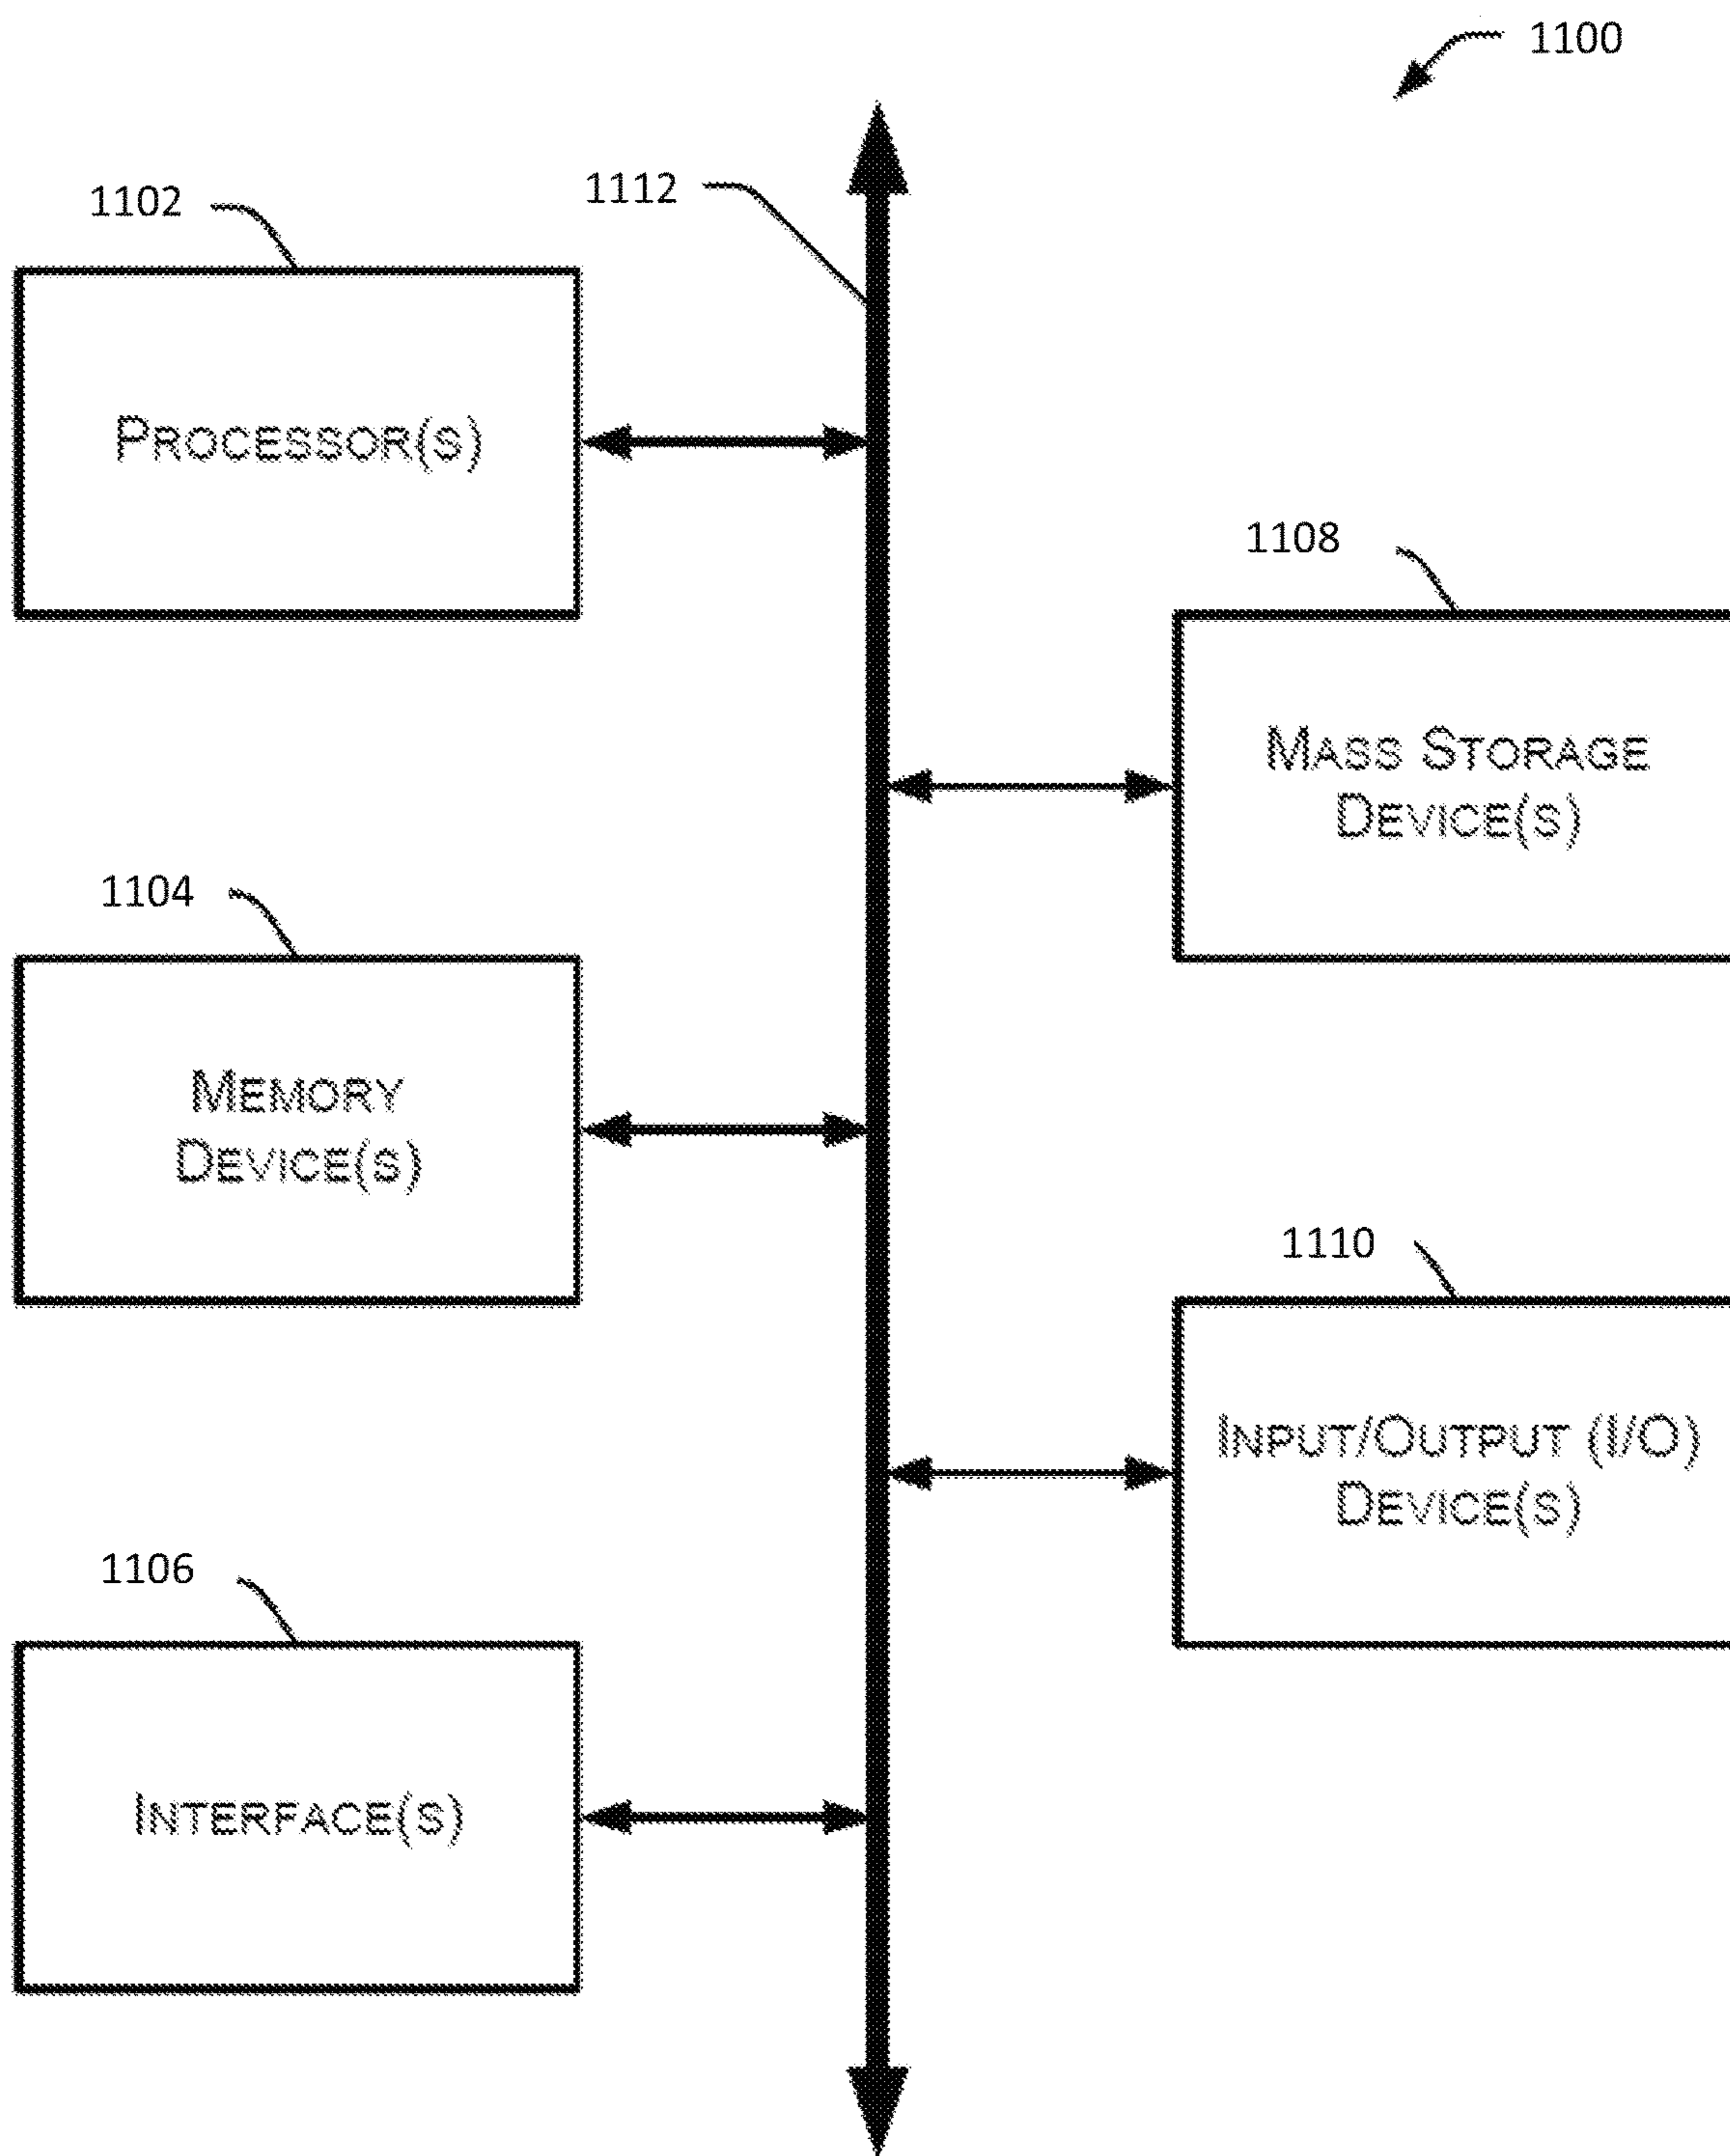 1100
1102
1112
PROCESSOR(S)
1108
MASS STORAGE
DEVICE(S)
1104
MEMORY
DEVICE(S)
1110
INPUT/OUTPUT (I/O)
DEVICE(S)
1106
INTERFACE(S)